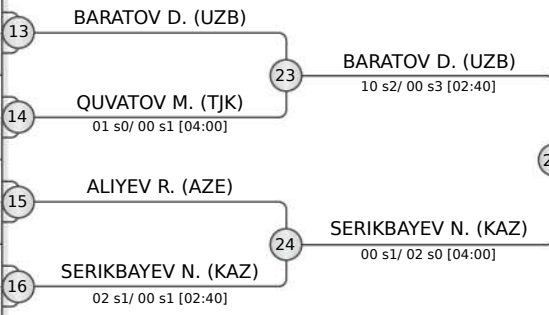 BARATOV D. (UZB)
13
23
BARATOV D. (UZB)
10 s2/ 00 s3 [02:40]
QUVATOV M. (TJK)
14
01 s0/ 00 s1 [04:00]
ALIYEV R. (AZE)
15
24
SERIKBAYEV N. (KAZ)
00 s1/ 02 s0 [04:00]
SERIKBAYEV N. (KAZ)
16
02 s1/ 00 s1 [02:40]